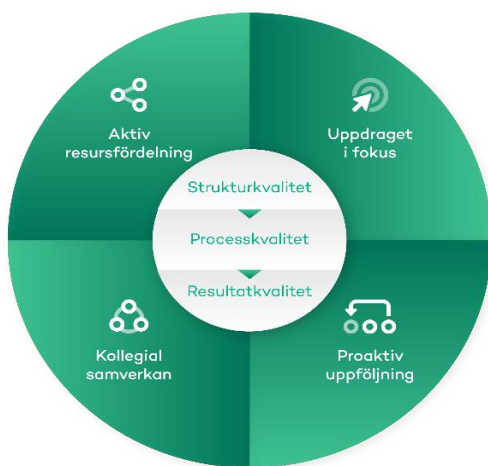 Aktiv
resursfördelning
Uppdraget
i fokus
Strukturkvalitet
Processkvalitet
Resultatkvalitet
Kollegial
samverkan
Proaktiv
uppföljning